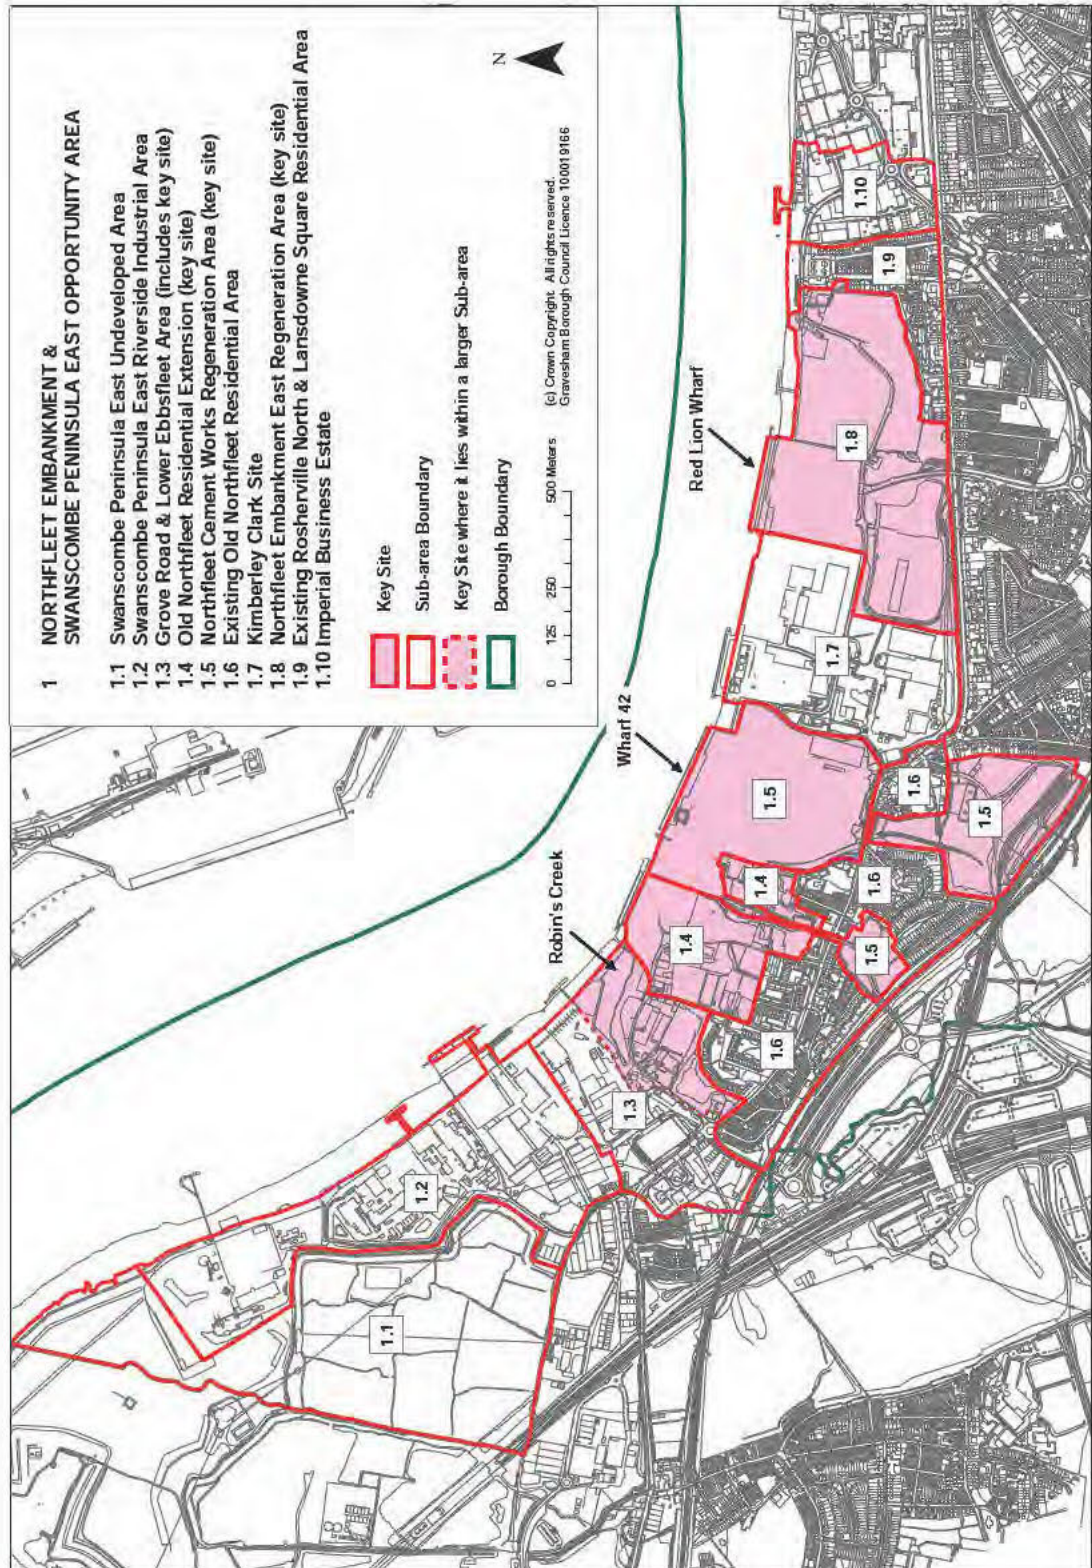 1 NORTHFLEET EMBANKMENT &
SWANSCOMBE PENINSULA EAST OPPORTUNITY AREA
1.1 Swanscombe Peninsula East Undeveloped Area
1.2 Swanscombe Peninsula East Riverside Industrial Area
1.3 Grove Road & Lower Ebbsfleet Area (includes key site)
1.4 Old Northfleet Residential Extension (key site)
1.5 Northfleet Cement Works Regeneration Area (key site)
1.6 Existing Old Northfleet Residential Area
1.7 Kimberley Clark Site
1.8 Northfleet Embankment East Regeneration Area (key site)
1.9 Existing Rosherville North & Lansdowne Square Residential Area
1.10 Imperial Business Estate
Key Site
Sub-area Boundary
Key Site where it lies within a larger Sub-area
Borough Boundary
N
0 125 250 500 Meters
(c) Crown Copyright. All rights reserved.
Gravesham Borough Council Licence 100019166
Robin's Creek
Wharf 42
Red Lion Wharf
1.1
1.2
1.3
1.4
1.4
1.5
1.6
1.6
1.5
1.6
1.5
1.7
1.8
1.9
1.10